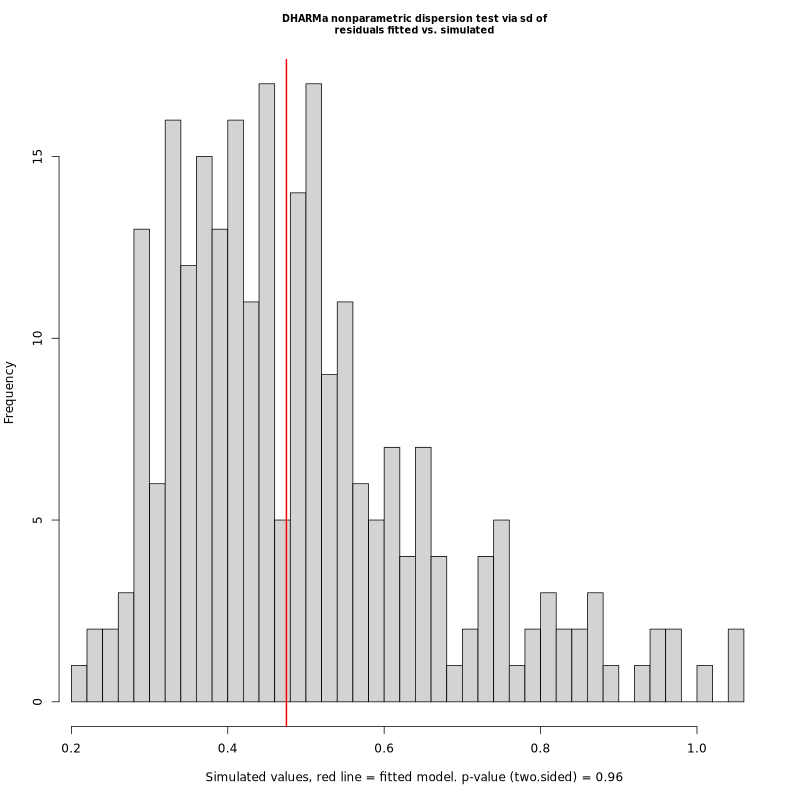 DHARMa nonparametric dispersion test via sd of
residuals fitted vs. simulated
Frequency
15
10
5
0
0.2 0.4 0.6 0.8 1.0
Simulated values, red line = fitted model. p-value (two.sided) = 0.96